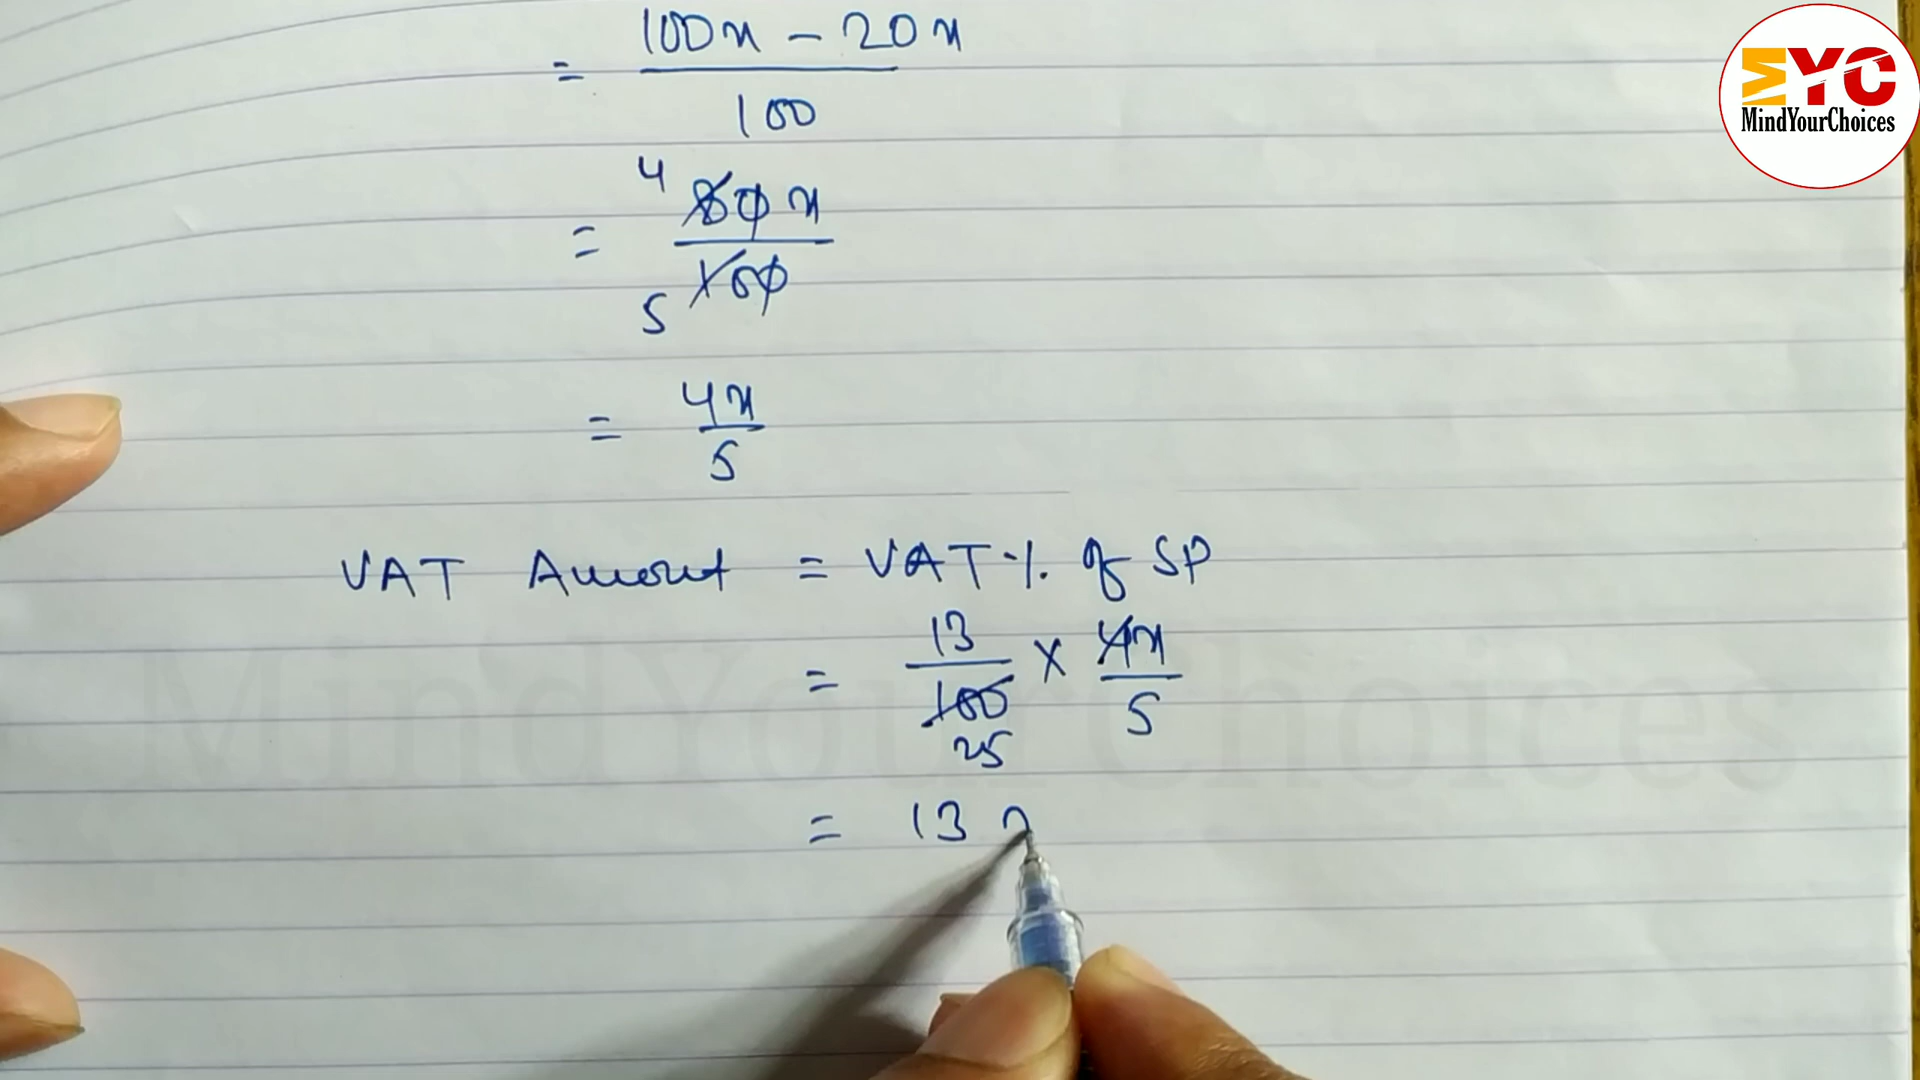 = 100x - 20x
100
MYC
MindYourChoices
4 80x
=
5 100
= 4x
5
VAT Amount = VAT % of SP
= 13 × 4x
100 5
25
MindYourChoices
= 13